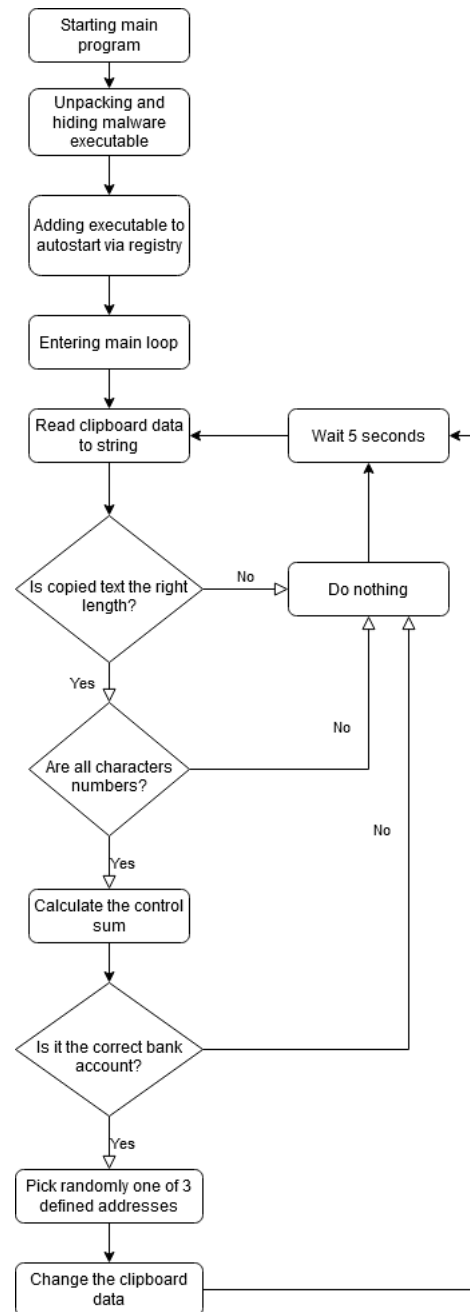 Starting main
program
Unpacking and
hiding malware
executable
Adding executable to
autostart via registry
Entering main loop
Read clipboard data
to string
Wait 5 seconds
Is copied text the right
length?
No
Do nothing
Yes
Are all characters
numbers?
No
No
Yes
Calculate the control
sum
Is it the correct bank
account?
Yes
Pick randomly one of 3
defined addresses
Change the clipboard
data